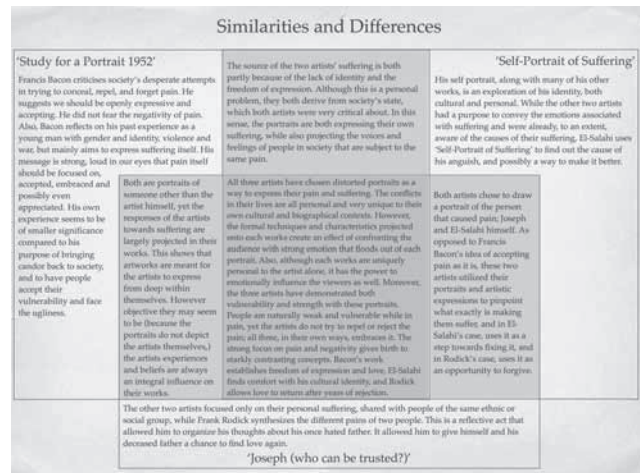 Similarities and Differences
'Study for a Portrait 1952'
Francis Bacon criticises society's desperate attempts
in trying to conceal, repel, and forget pain. He
suggests we should be openly expressive and
accepting. He did not fear the negativity of pain.
Also, Bacon reflects on his past experience as a
young man with gender and identity, violence and
war, but mainly aims to express suffering itself. His
message is strong, loud in our eyes that pain itself
should be focused on,
accepted, embraced and
possibly even
appreciated. His own
experience seems to be
of smaller significance
compared to his
purpose of bringing
candor back to society,
and to have people
accept their
vulnerability and face
the ugliness.
The source of the two artists' suffering is both
partly because of the lack of identity and the
freedom of expression. Although this is a personal
problem, they both derive from society's state,
which both artists were very critical about. In this
sense, the portraits are both expressing their own
suffering, while also projecting the voices and
feelings of people in society that are subject to the
same pain.
'Self-Portrait of Suffering'
His self portrait, along with many of his other
works, is an exploration of his identity, both
cultural and personal. While the other two artists
had a purpose to convey the emotions associated
with suffering and were already, to an extent,
aware of the causes of their suffering, El-Salahi uses
'Self-Portrait of Suffering' to find out the cause of
his anguish, and possibly a way to make it better.
Both are portraits of
someone other than the
artist himself, yet the
responses of the artists
towards suffering are
largely projected in their
works. This shows that
artworks are meant for
the artists to express
from deep within
themselves. However
objective they may seem
to be (because the
portraits do not depict
the artists themselves,)
the artists experiences
and beliefs are always
an integral influence on
their works.
All three artists have chosen distorted portraits as a
way to express their pain and suffering. The conflicts
in their lives are all personal and very unique to their
own cultural and biographical contexts. However,
the formal techniques and characteristics projected
onto each works create an effect of confronting the
audience with strong emotion that floods out of each
portrait. Also, although each works are uniquely
personal to the artist alone, it has the power to
emotionally influence the viewers as well. Moreover,
the three artists have demonstrated both
vulnerability and strength with these portraits.
People are naturally weak and vulnerable while in
pain, yet the artists do not try to repel or reject the
pain; all three, in their own ways, embraces it. The
strong focus on pain and negativity gives birth to
starkly contrasting concepts. Bacon's work
establishes freedom of expression and love, El-Salahi
finds comfort with his cultural identity, and Rodick
allows love to return after years of rejection.
Both artists chose to draw
a portrait of the person
that caused pain; Joseph
and El-Salahi himself. As
opposed to Francis
Bacon's idea of accepting
pain as it is, these two
artists utilized their
portraits and artistic
expressions to pinpoint
what exactly is making
them suffer, and in El-
Salahi's case, uses it as a
step towards fixing it, and
in Rodick's case, uses it as
an opportunity to forgive.
The other two artists focused only on their personal suffering, shared with people of the same ethnic or
social group, while Frank Rodick synthesizes the different pains of two people. This is a reflective act that
allowed him to organize his thoughts about his once hated father. It allowed him to give himself and his
deceased father a chance to find love again.
'Joseph (who can be trusted?)'